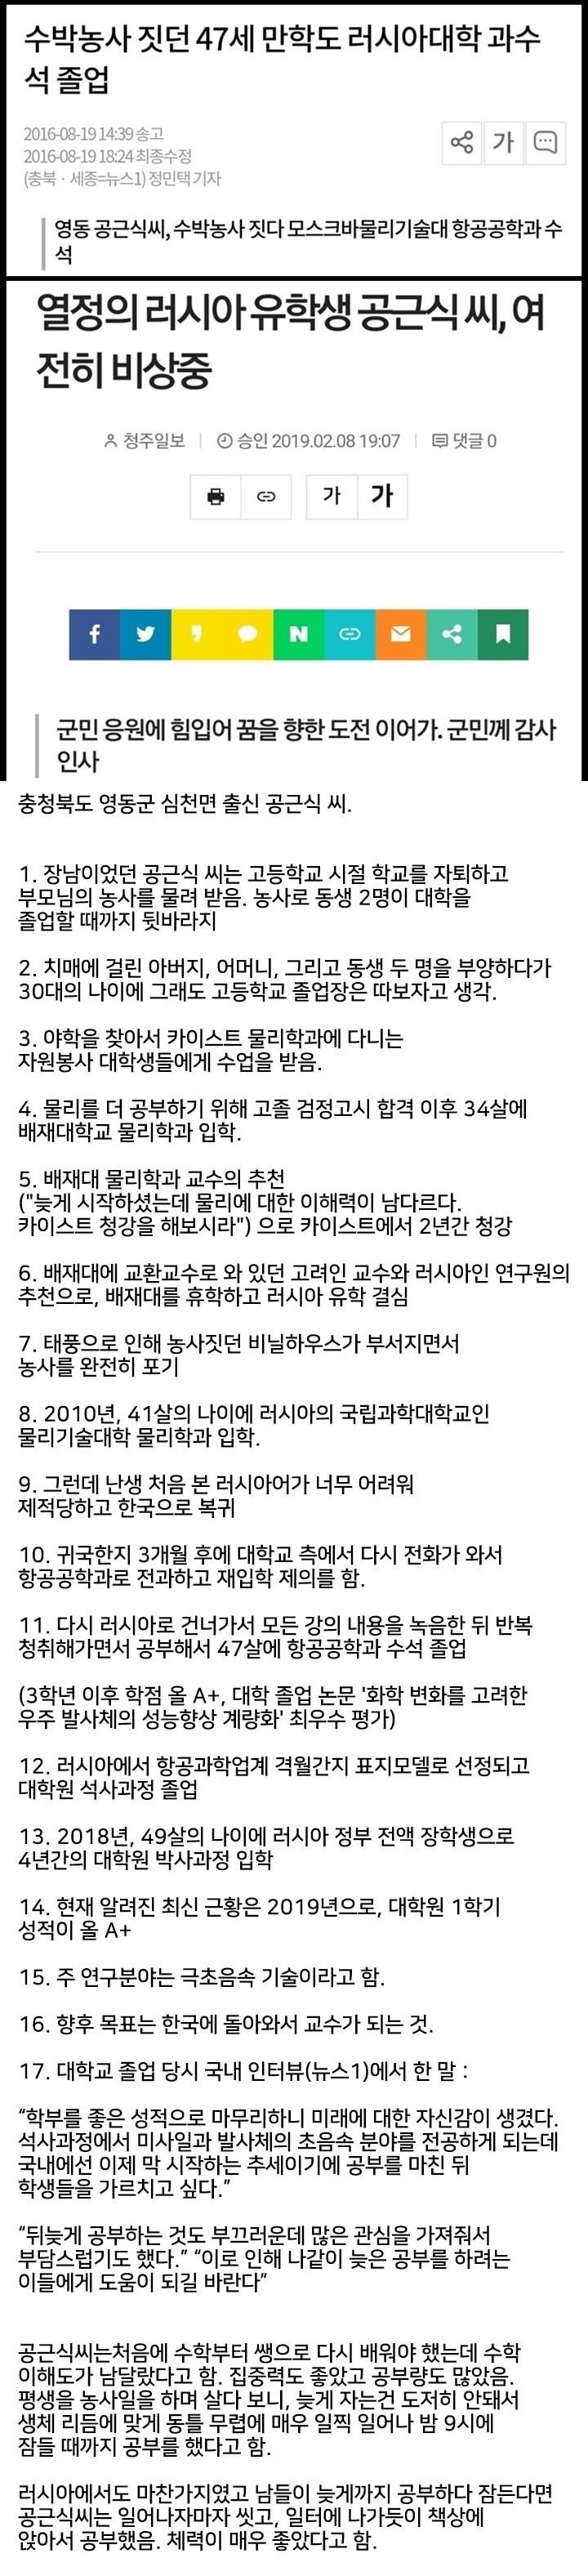 수박농사 짓던 47세 만학도 러시아대학 과수
석 졸업
2016-08-19 14:39 송고
2016-08-19 18:24 최종수정
(충북ㆍ세종=뉴스1) 정민택 기자
가
영동 공근식씨, 수박농사 짓다 모스크바물리기술대 항공공학과 수
석
열정의 러시아 유학생 공근식 씨, 여
전히 비상중
청주일보 | 승인 2019.02.08 19:07 | 댓글 0
가 가
군민 응원에 힘입어 꿈을 향한 도전 이어가. 군민께 감사
인사
충청북도 영동군 심천면 출신 공근식 씨.
1. 장남이었던 공근식 씨는 고등학교 시절 학교를 자퇴하고
부모님의 농사를 물려 받음. 농사로 동생 2명이 대학을
졸업할 때까지 뒷바라지
2. 치매에 걸린 아버지, 어머니, 그리고 동생 두 명을 부양하다가
30대의 나이에 그래도 고등학교 졸업장은 따보자고 생각.
3. 야학을 찾아서 카이스트 물리학과에 다니는
자원봉사 대학생들에게 수업을 받음.
4. 물리를 더 공부하기 위해 고졸 검정고시 합격 이후 34살에
배재대학교 물리학과 입학.
5. 배재대 물리학과 교수의 추천
("늦게 시작하셨는데 물리에 대한 이해력이 남다르다.
카이스트 청강을 해보시라") 으로 카이스트에서 2년간 청강
6. 배재대에 교환교수로 와 있던 고려인 교수와 러시아인 연구원의
추천으로, 배재대를 휴학하고 러시아 유학 결심
7. 태풍으로 인해 농사짓던 비닐하우스가 부서지면서
농사를 완전히 포기
8. 2010년, 41살의 나이에 러시아의 국립과학대학교인
물리기술대학 물리학과 입학.
9. 그런데 난생 처음 본 러시아어가 너무 어려워
제적당하고 한국으로 복귀
10. 귀국한지 3개월 후에 대학교 측에서 다시 전화가 와서
항공공학과로 전과하고 재입학 제의를 함.
11. 다시 러시아로 건너가서 모든 강의 내용을 녹음한 뒤 반복
청취해가면서 공부해서 47살에 항공공학과 수석 졸업
(3학년 이후 학점 올 A+, 대학 졸업 논문 '화학 변화를 고려한
우주 발사체의 성능향상 계량화' 최우수 평가)
12. 러시아에서 항공과학업계 격월간지 표지모델로 선정되고
대학원 석사과정 졸업
13. 2018년, 49살의 나이에 러시아 정부 전액 장학생으로
4년간의 대학원 박사과정 입학
14. 현재 알려진 최신 근황은 2019년으로, 대학원 1학기
성적이 올 A+
15. 주 연구분야는 극초음속 기술이라고 함.
16. 향후 목표는 한국에 돌아와서 교수가 되는 것.
17. 대학교 졸업 당시 국내 인터뷰(뉴스1)에서 한 말 :
“학부를 좋은 성적으로 마무리하니 미래에 대한 자신감이 생겼다.
석사과정에서 미사일과 발사체의 초음속 분야를 전공하게 되는데
국내에선 이제 막 시작하는 추세이기에 공부를 마친 뒤
학생들을 가르치고 싶다.”
“뒤늦게 공부하는 것도 부끄러운데 많은 관심을 가져줘서
부담스럽기도 했다.” “이로 인해 나같이 늦은 공부를 하려는
이들에게 도움이 되길 바란다”
공근식씨는처음에 수학부터 쌩으로 다시 배워야 했는데 수학
이해도가 남달랐다고 함. 집중력도 좋았고 공부량도 많았음.
평생을 농사일을 하며 살다 보니, 늦게 자는건 도저히 안돼서
생체 리듬에 맞게 동틀 무렵에 매우 일찍 일어나 밤 9시에
잠들 때까지 공부를 했다고 함.
러시아에서도 마찬가지였고 남들이 늦게까지 공부하다 잠든다면
공근식씨는 일어나자마자 씻고, 일터에 나가듯이 책상에
앉아서 공부했음. 체력이 매우 좋았다고 함.